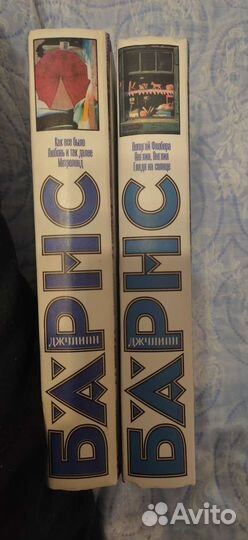 Как все было
Любовь и так далее
Метроленд
БАРНС
ДЖУЛИАН
Попугай Флобера
Англия, Англия
Глядя на солнце
БАРНС
ДЖУЛИАН
Avito